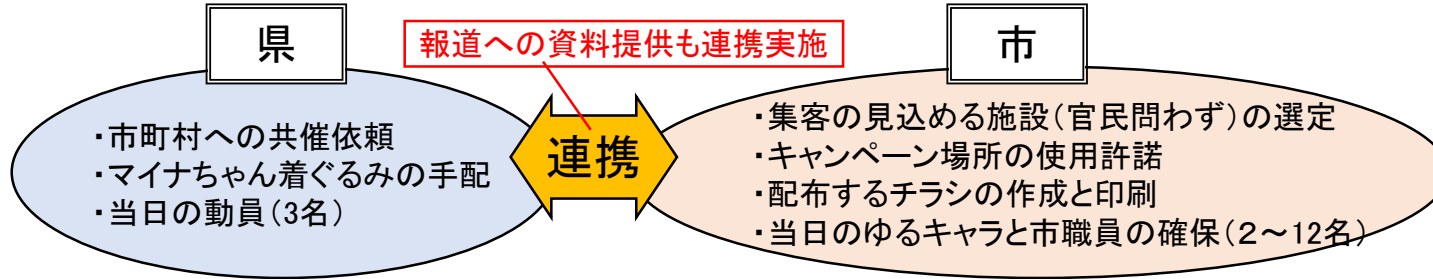 県
報道への資料提供も連携実施
市
・市町村への共催依頼
・マイナちゃん着ぐるみの手配
・当日の動員(3名)
連携
・集客の見込める施設(官民問わず)の選定
・キャンペーン場所の使用許諾
・配布するチラシの作成と印刷
・当日のゆるキャラと市職員の確保(２～12名)